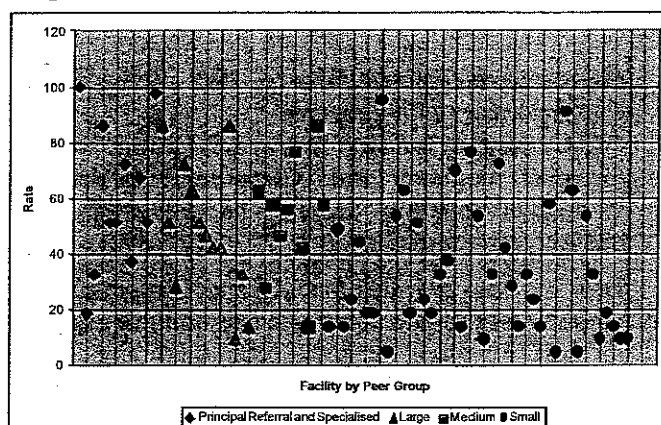 120
100
80
60
40
20
0
Rate
Facility by Peer Group
Principal Referral and Specialised Large Medium Small